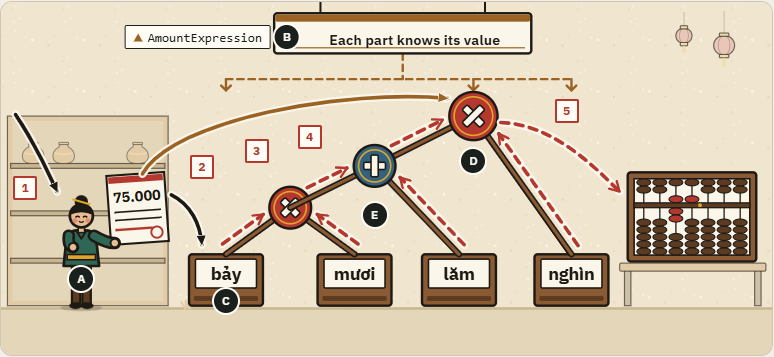 ▲ AmountExpression
B
Each part knows its value
5
4
3
2
1
75.000
D
E
A
bảy
mươi
lăm
nghìn
C